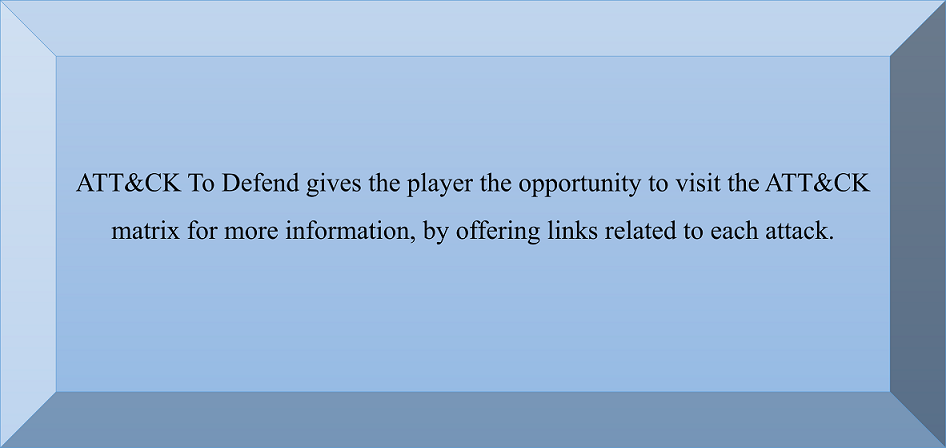 ATT&CK To Defend gives the player the opportunity to visit the ATT&CK
matrix for more information, by offering links related to each attack.